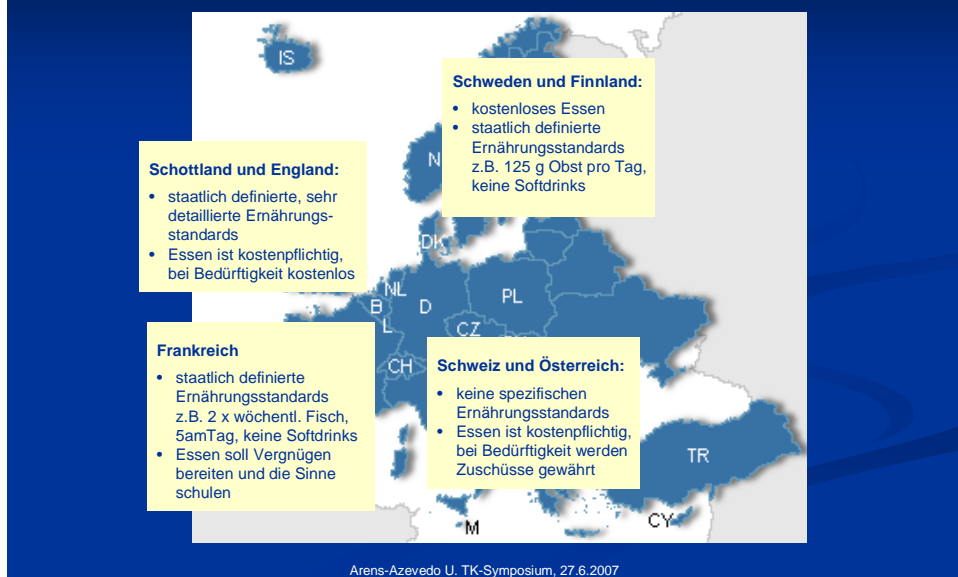 IS
Schweden und Finnland:
• kostenloses Essen
• staatlich definierte
Ernährungsstandards
z.B. 125 g Obst pro Tag,
keine Softdrinks
N
Schottland und England:
• staatlich definierte, sehr
detaillierte Ernährungs-
standards
• Essen ist kostenpflichtig,
bei Bedürftigkeit kostenlos
DK
NL
B
D
PL
L
CZ
CH
Frankreich
• staatlich definierte
Ernährungsstandards
z.B. 2 x wöchentl. Fisch,
5amTag, keine Softdrinks
• Essen soll Vergnügen
bereiten und die Sinne
schulen
Schweiz und Österreich:
• keine spezifischen
Ernährungsstandards
• Essen ist kostenpflichtig,
bei Bedürftigkeit werden
Zuschüsse gewährt
TR
CY
M
Arens-Azevedo U. TK-Symposium, 27.6.2007